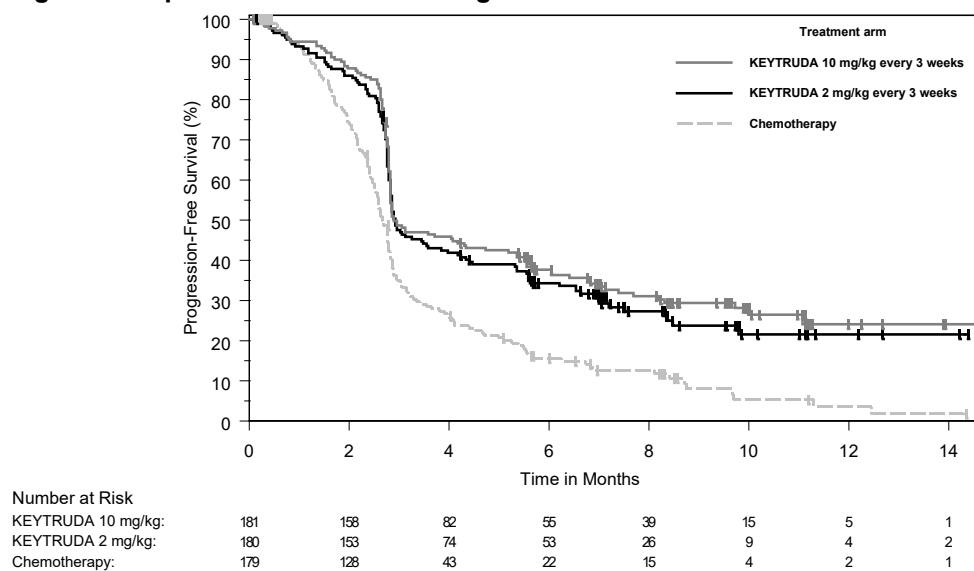 100
90
80
70
60
50
40
30
20
10
0
Progression-Free Survival (%)
Treatment arm
KEYTRUDA 10 mg/kg every 3 weeks
KEYTRUDA 2 mg/kg every 3 weeks
Chemotherapy
0 2 4 6 8 10 12 14
Time in Months
Number at Risk
KEYTRUDA 10 mg/kg: 181 158 82 55 39 15 5 1
KEYTRUDA 2 mg/kg: 180 153 74 53 26 9 4 2
Chemotherapy: 179 128 43 22 15 4 2 1